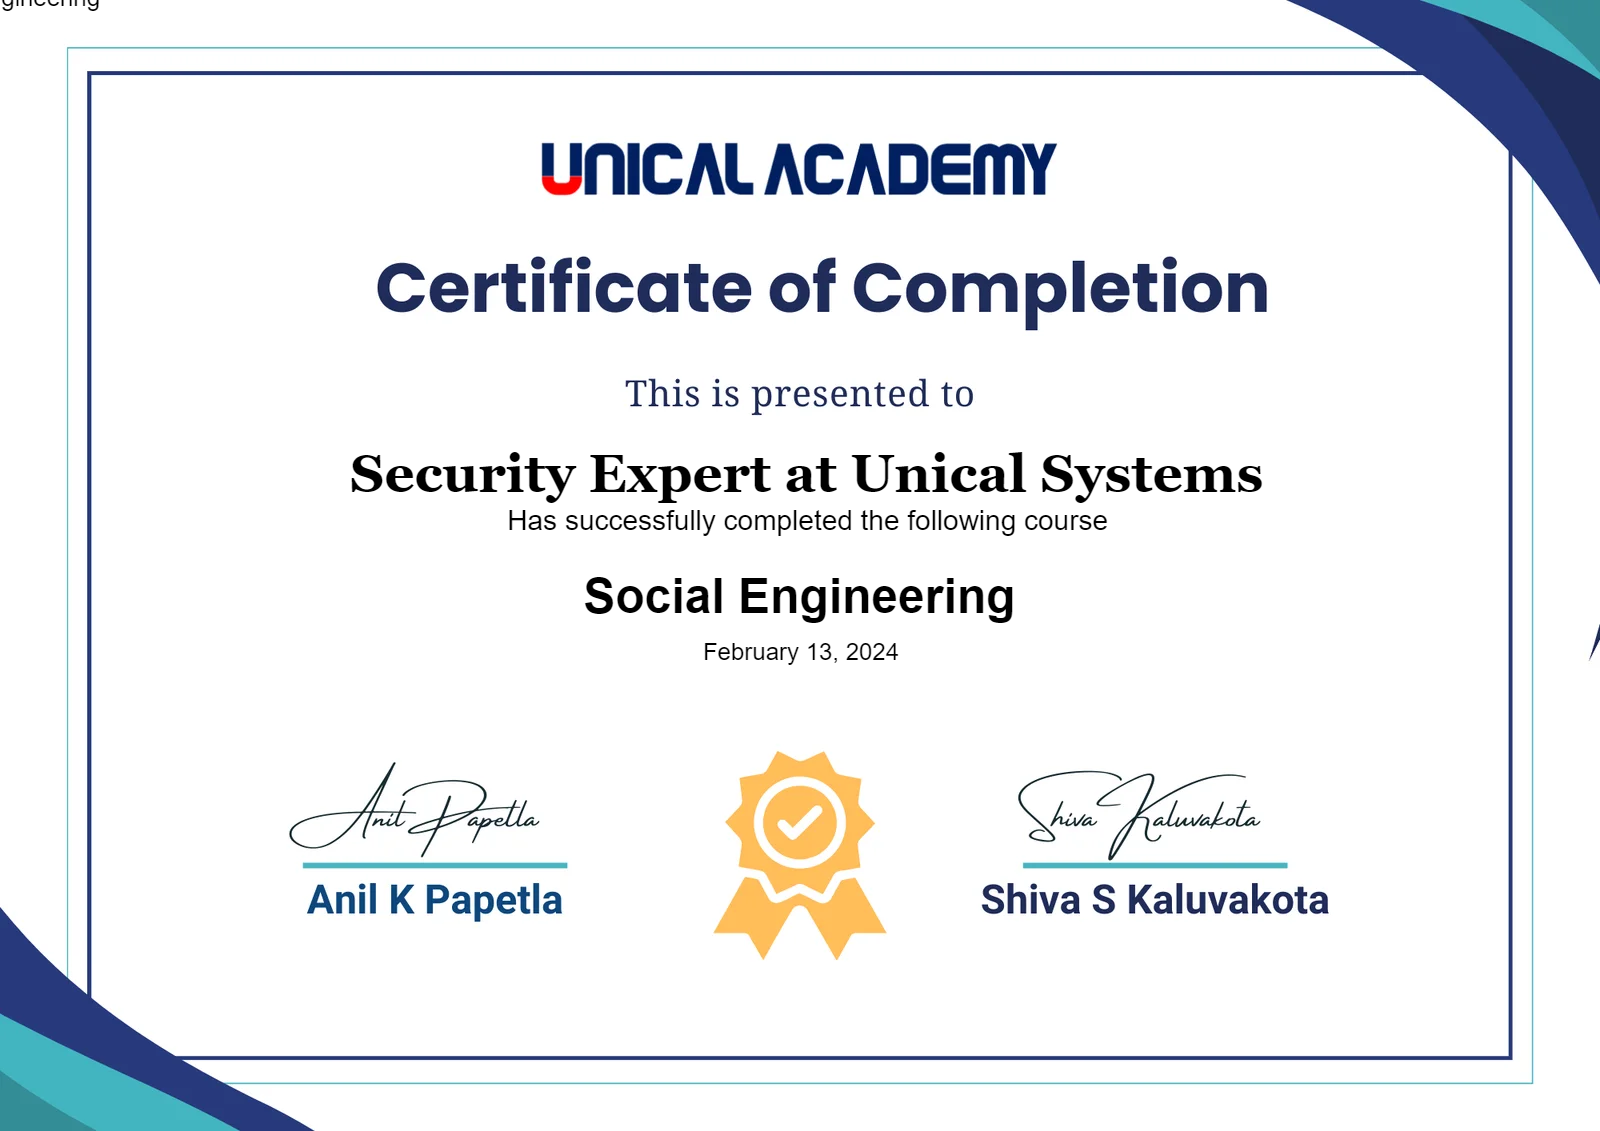 gineering
UNICAL ACADEMY
Certificate of Completion
This is presented to
Security Expert at Unical Systems
Has successfully completed the following course
Social Engineering
February 13, 2024
Anil Papetla
Shiva Kaluvakota
Anil K Papetla
Shiva S Kaluvakota